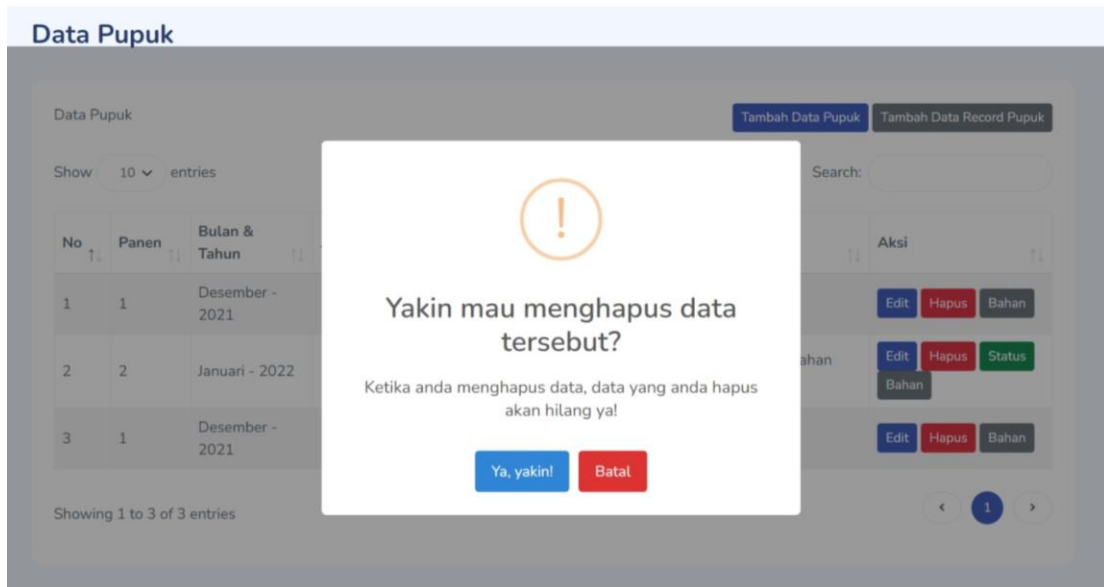 Data Pupuk
Data Pupuk
Tambah Data Pupuk Tambah Data Record Pupuk
Show 10 entries
Search:
No Panen Bulan & Tahun Aksi
1 1 Desember - 2021 Edit Hapus Bahan
2 2 Januari - 2022 Edit Hapus Status Bahan
3 1 Desember - 2021 Edit Hapus Bahan
!
Yakin mau menghapus data
tersebut?
Ketika anda menghapus data, data yang anda hapus
akan hilang ya!
Ya, yakin! Batal
Showing 1 to 3 of 3 entries
‹ 1 ›